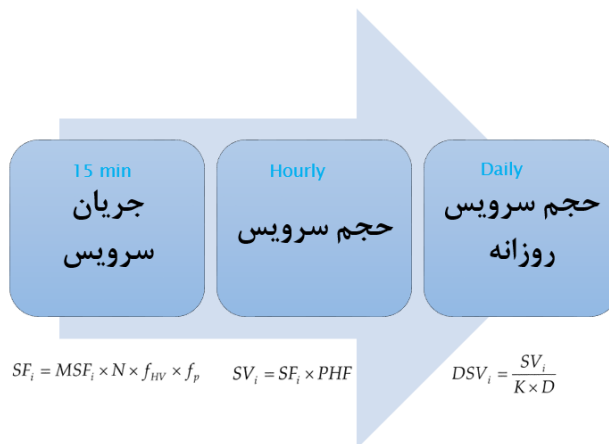 15 min
جریان
سرویس
Hourly
حجم سرویس
Daily
حجم سرویس
روزانه
SF_i = MSF_i × N × f_HV × f_p
SV_i = SF_i × PHF
DSV_i = SV_i / K × D